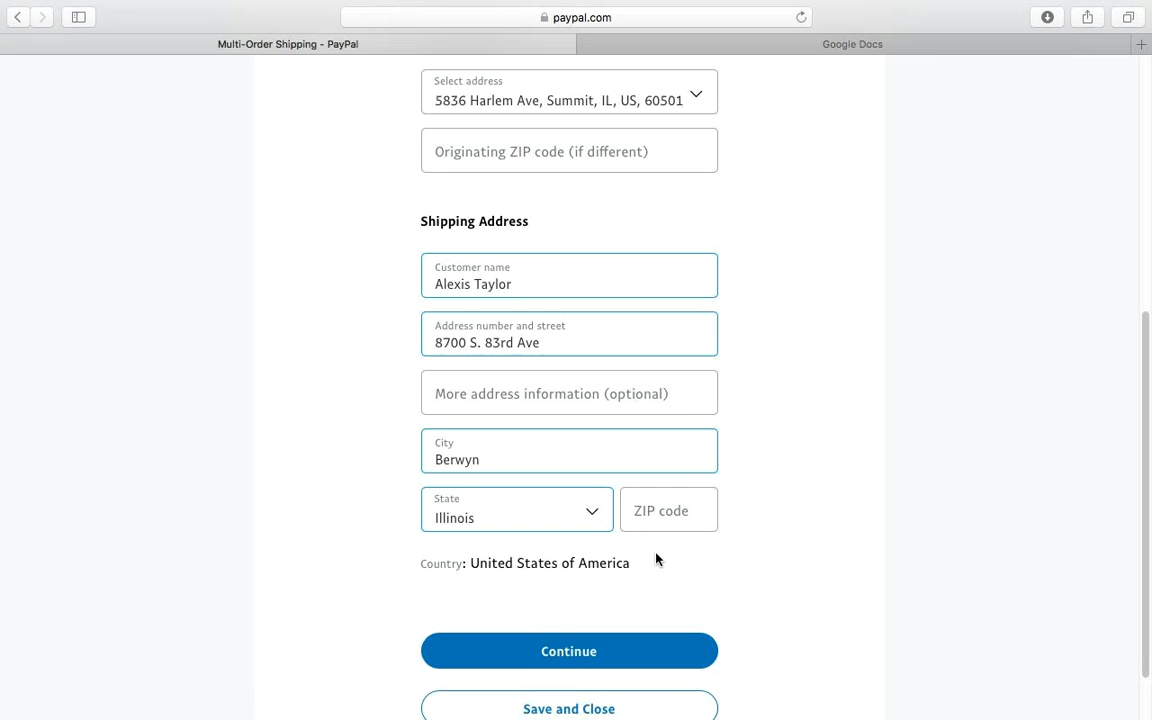 paypal.com
Multi-Order Shipping - PayPal
Google Docs
Select address
5836 Harlem Ave, Summit, IL, US, 60501
Originating ZIP code (if different)
Shipping Address
Customer name
Alexis Taylor
Address number and street
8700 S. 83rd Ave
More address information (optional)
City
Berwyn
State
Illinois
ZIP code
Country: United States of America
Continue
Save and Close